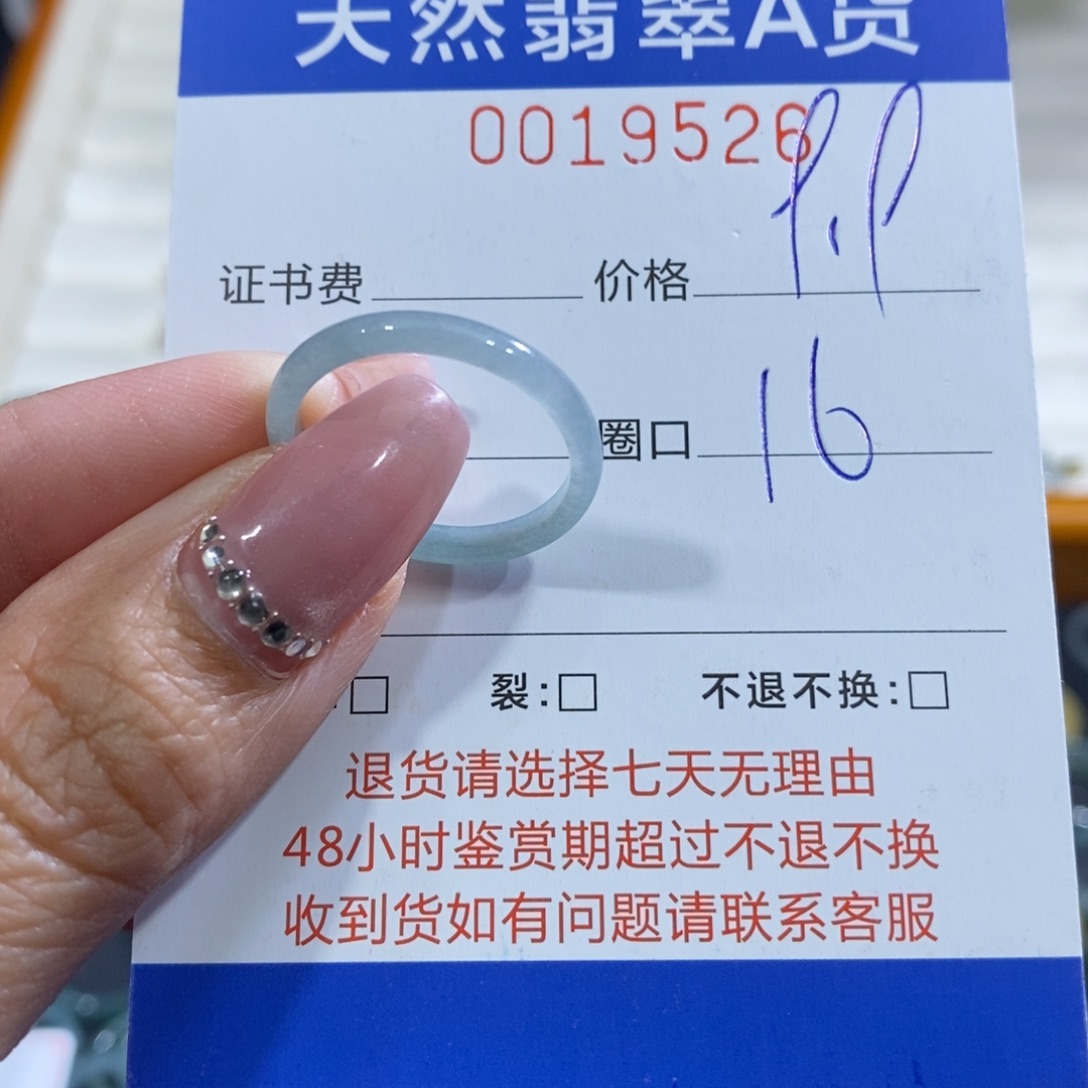 天然翡翠A货
0019526
证书费 价格
圈口 16
裂:□ 不退不换:□
退货请选择七天无理由
48小时鉴赏期超过不退不换
收到货如有问题请联系客服